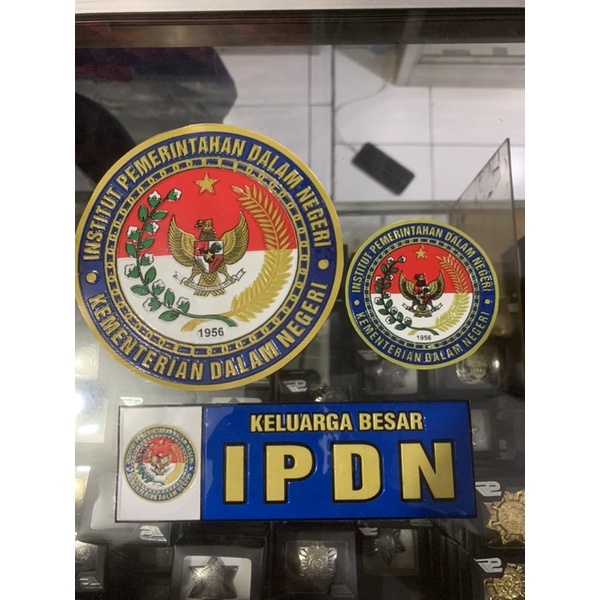 INSTITUT PEMERINTAHAN DALAM NEGERI
KEMENTERIAN DALAM NEGERI
1956
INSTITUT PEMERINTAHAN DALAM NEGERI
KEMENTERIAN DALAM NEGERI
1956
KELUARGA BESAR
IPDN